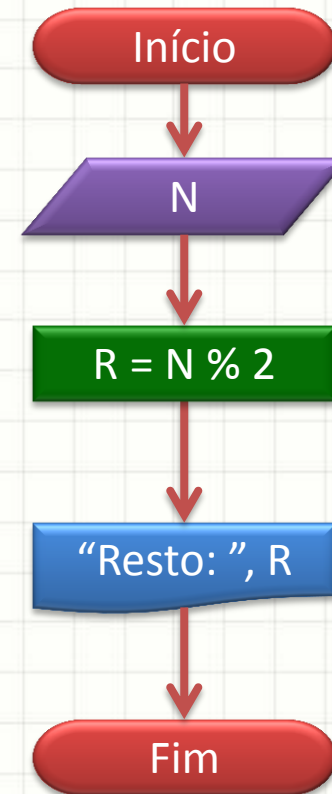 Início
N
R = N % 2
“Resto: ”, R
Fim